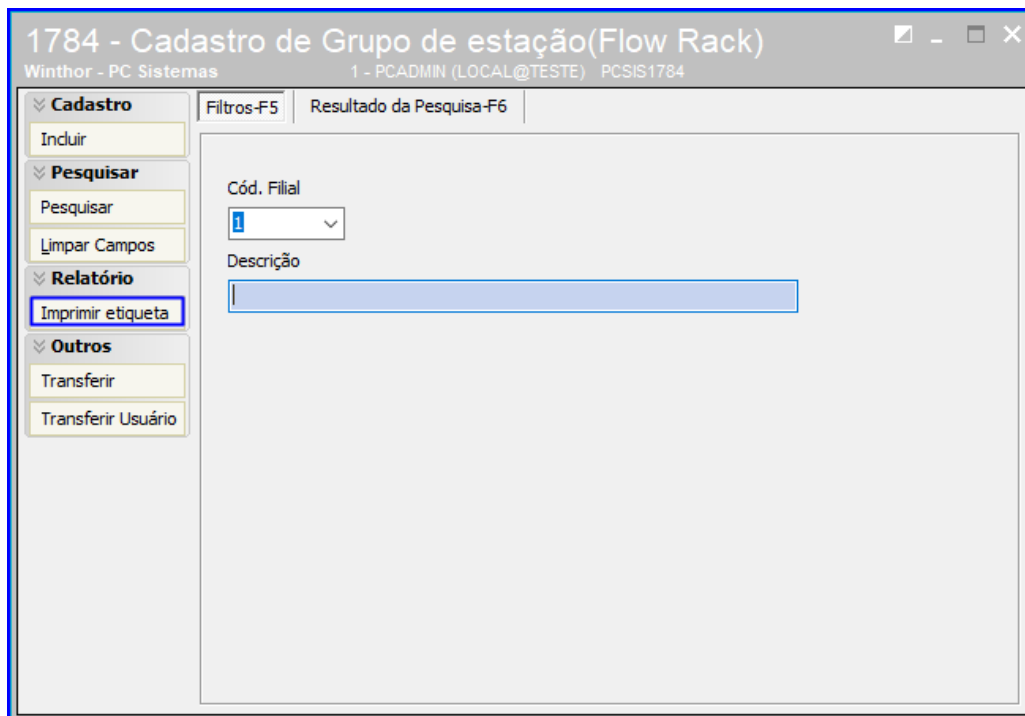 1784 - Cadastro de Grupo de estação(Flow Rack)
Winthor - PC Sistemas 1 - PCADMIN (LOCAL@TESTE) PCSIS1784
Cadastro
Incluir
Pesquisar
Pesquisar
Limpar Campos
Relatório
Imprimir etiqueta
Outros
Transferir
Transferir Usuário
Filtros-F5 Resultado da Pesquisa-F6
Cód. Filial
1
Descrição